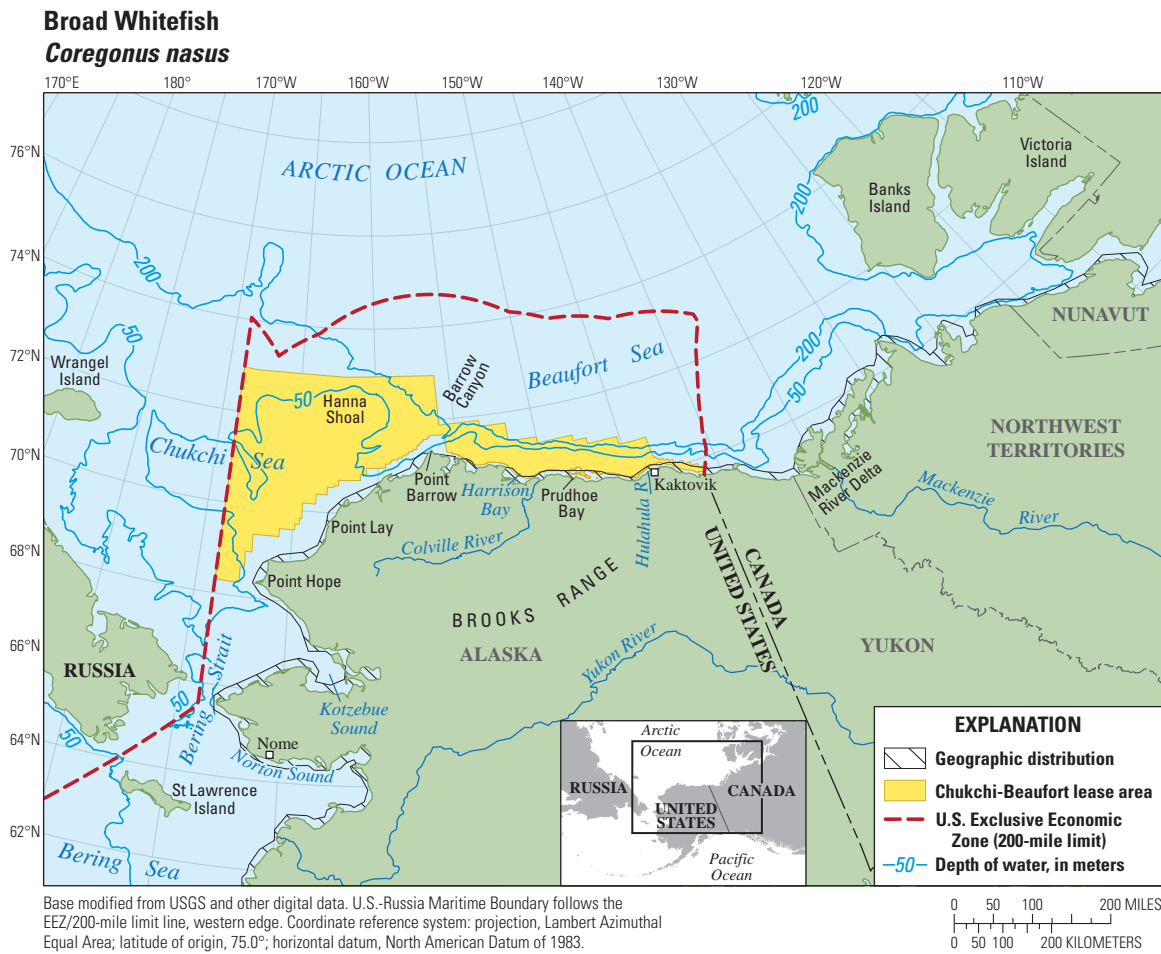 Broad Whitefish
Coregonus nasus
170°E 180° 170°W 160°W 150°W 140°W 130°W 120°W 110°W
76°N
74°N
72°N
70°N
68°N
66°N
64°N
62°N
ARCTIC OCEAN
200
200
200
200
50
50
50
50
50
200
Victoria
Island
Banks
Island
NUNAVUT
Wrangel
Island
Beaufort Sea
Barrow
Canyon
Hanna
Shoal
Chukchi Sea
NORTHWEST
TERRITORIES
Point
Barrow
Harrison
Bay
Prudhoe
Bay
Hulahula R
Kaktovik
Mackenzie
River Delta
Mackenzie
River
Point Lay
Colville River
Point Hope
BROOKS RANGE
CANADA
UNITED STATES
ALASKA
YUKON
Yukon River
RUSSIA
Bering Strait
Kotzebue
Sound
Nome
Norton Sound
St Lawrence
Island
Bering Sea
Arctic
Ocean
RUSSIA
UNITED
STATES
CANADA
Pacific
Ocean
EXPLANATION
Geographic distribution
Chukchi-Beaufort lease area
U.S. Exclusive Economic
Zone (200-mile limit)
50 Depth of water, in meters
Base modified from USGS and other digital data. U.S.-Russia Maritime Boundary follows the
EEZ/200-mile limit line, western edge. Coordinate reference system: projection, Lambert Azimuthal
Equal Area; latitude of origin, 75.0°; horizontal datum, North American Datum of 1983.
0 50 100 200 MILES
0 50 100 200 KILOMETERS